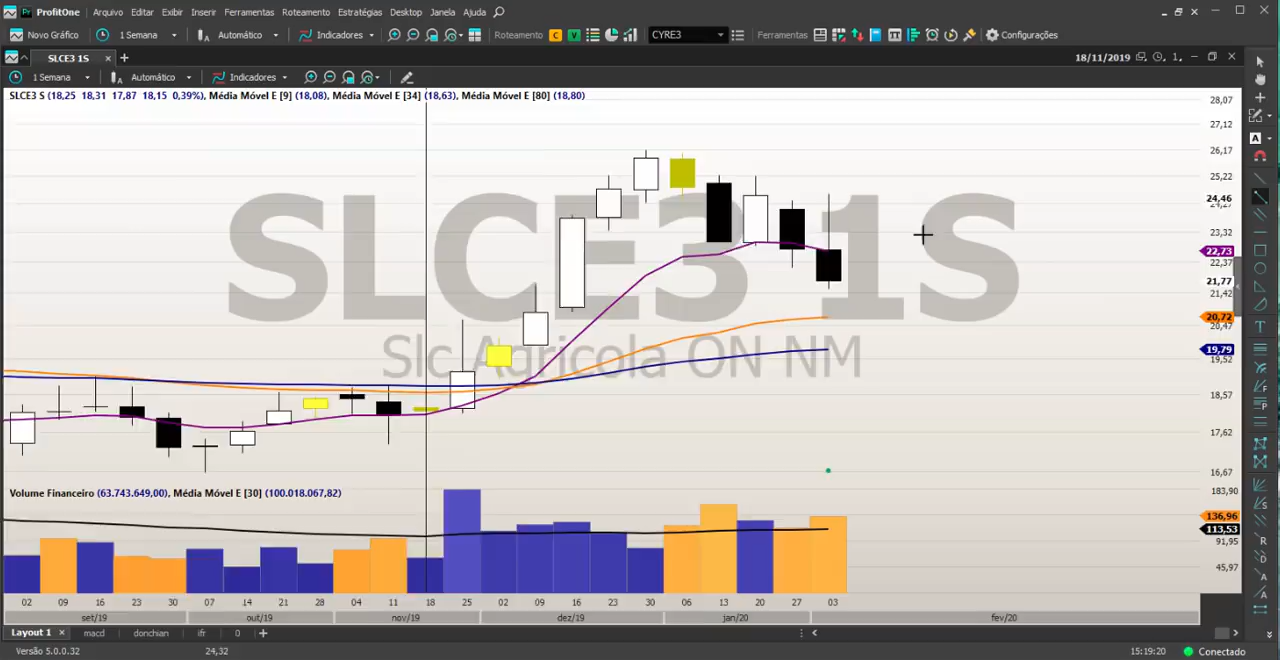 ProfitOne Arquivo Editar Exibir Inserir Ferramentas Roteamento Estratégias Desktop Janela Ajuda
Novo Gráfico 1 Semana Automático Indicadores Roteamento C V CYRE3 Ferramentas Configurações
SLCE3 1S 18/11/2019 1
1 Semana Automático Indicadores
SLCE3 S (18,25 18,31 17,87 18,15 0,39%), Média Móvel E [9] (18,08), Média Móvel E [34] (18,63), Média Móvel E [80] (18,80)
28,07
27,12
26,17
25,22
24,46
23,32
22,73
22,37
21,77
21,42
20,72
20,47
19,79
19,52
18,57
17,62
16,67
SLCE3 1S
Slc Agrícola ON NM
Volume Financeiro (63.743.649,00), Média Móvel E [30] (100.018.067,82)
183,90
136,96
113,53
91,95
45,97
02 09 16 23 30 07 14 21 28 04 11 18 25 02 09 16 23 30 06 13 20 27 03
set/19 out/19 nov/19 dez/19 jan/20 fev/20
Layout 1 macd donchian ifr 0
Versão 5.0.0.32 24,32 15:19:20 Conectado